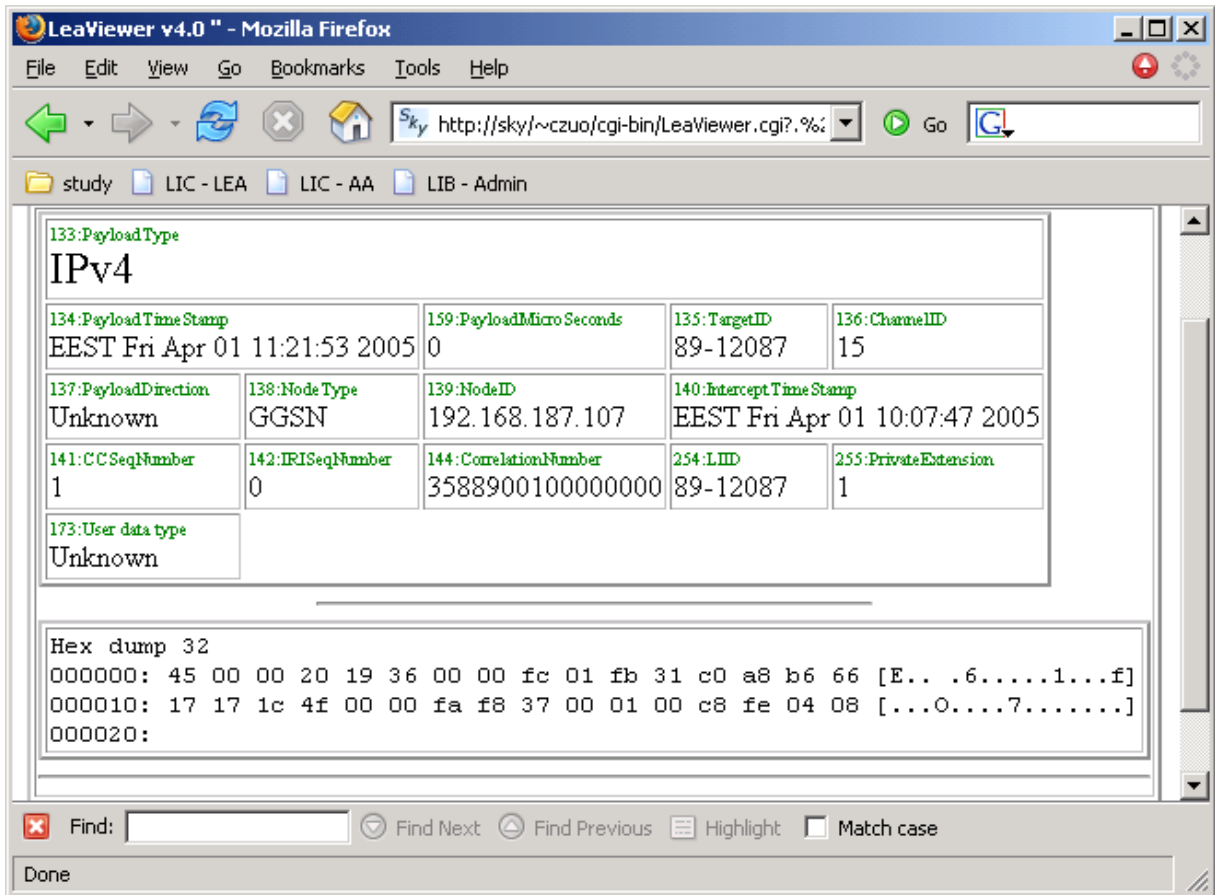 LeaViewer v4.0 " - Mozilla Firefox
File Edit View Go Bookmarks Tools Help
Sky http://sky/~czuo/cgi-bin/LeaViewer.cgi?.%2 Go G
study LIC - LEA LIC - AA LIB - Admin
133:PayloadType
IPv4
134:PayloadTimeStamp 159:PayloadMicroSeconds 135:TargetID 136:ChannelID
EEST Fri Apr 01 11:21:53 2005 0 89-12087 15
137:PayloadDirection 138:NodeType 139:NodeID 140:InterceptTimeStamp
Unknown GGSN 192.168.187.107 EEST Fri Apr 01 10:07:47 2005
141:CCSeqNumber 142:IRISeqNumber 144:CorrelationNumber 254:LIID 255:PrivateExtension
1 0 3588900100000000 89-12087 1
173:User data type
Unknown
Hex dump 32
000000: 45 00 00 20 19 36 00 00 fc 01 fb 31 c0 a8 b6 66 [E.. .6.....1...f]
000010: 17 17 1c 4f 00 00 fa f8 37 00 01 00 c8 fe 04 08 [...O....7.......]
000020:
Find: Find Next Find Previous Highlight Match case
Done